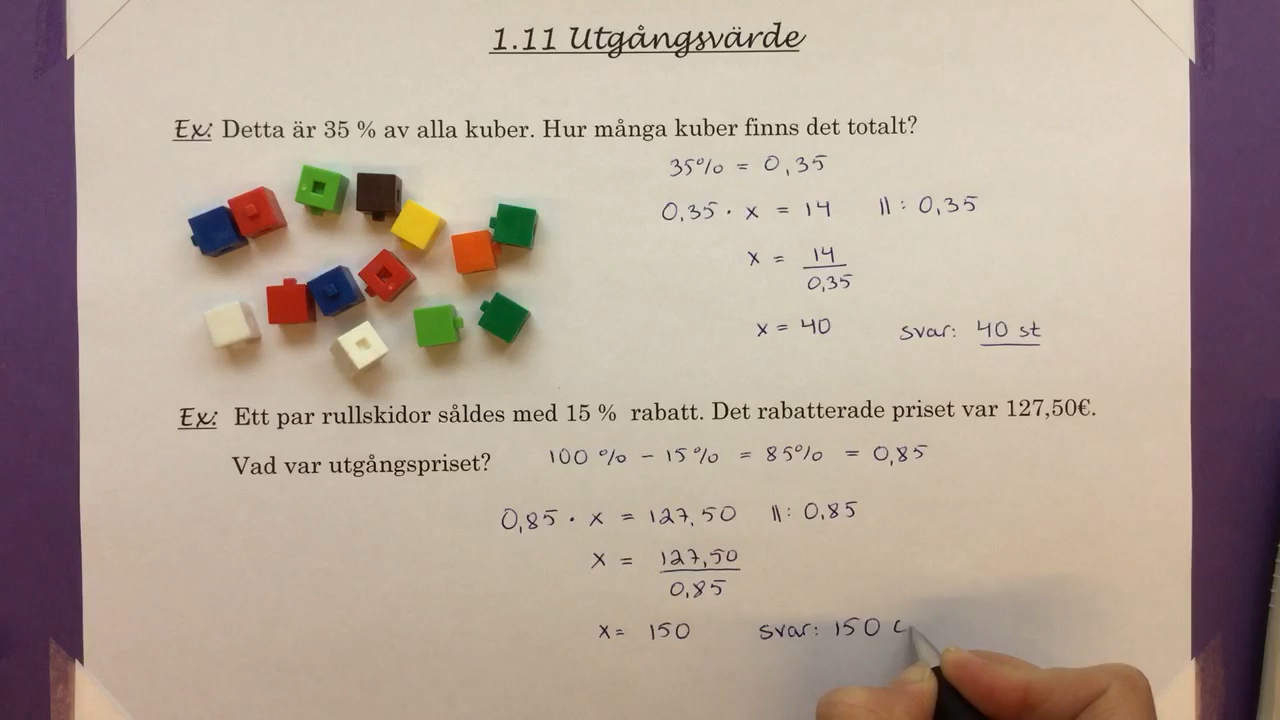 1.11 Utgångsvärde
Ex: Detta är 35 % av alla kuber. Hur många kuber finns det totalt?
35% = 0,35
0,35 · x = 14 ||: 0,35
x = 14
0,35
x = 40 svar: 40 st
Ex: Ett par rullskidor såldes med 15 % rabatt. Det rabatterade priset var 127,50€.
Vad var utgångspriset? 100 % - 15% = 85% = 0,85
0,85 · x = 127,50 ||: 0,85
x = 127,50
0,85
x = 150 svar: 150